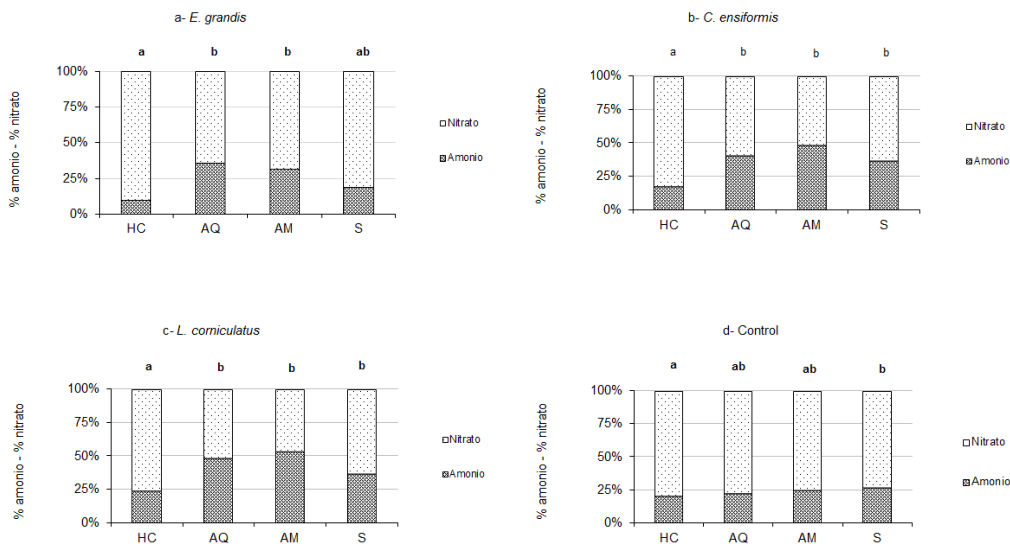 a- E. grandis
a b b ab
100%
75%
50%
25%
0%
% amonio - % nitrato
HC AQ AM S
Nitrato
Amonio
b- C. ensiformis
a b b b
100%
75%
50%
25%
0%
% amonio - % nitrato
HC AQ AM S
Nitrato
Amonio
c- L. corniculatus
a b b b
100%
75%
50%
25%
0%
% amonio - % nitrato
HC AQ AM S
Nitrato
Amonio
d- Control
a ab ab b
100%
75%
50%
25%
0%
% amonio - % nitrato
HC AQ AM S
Nitrato
Amonio